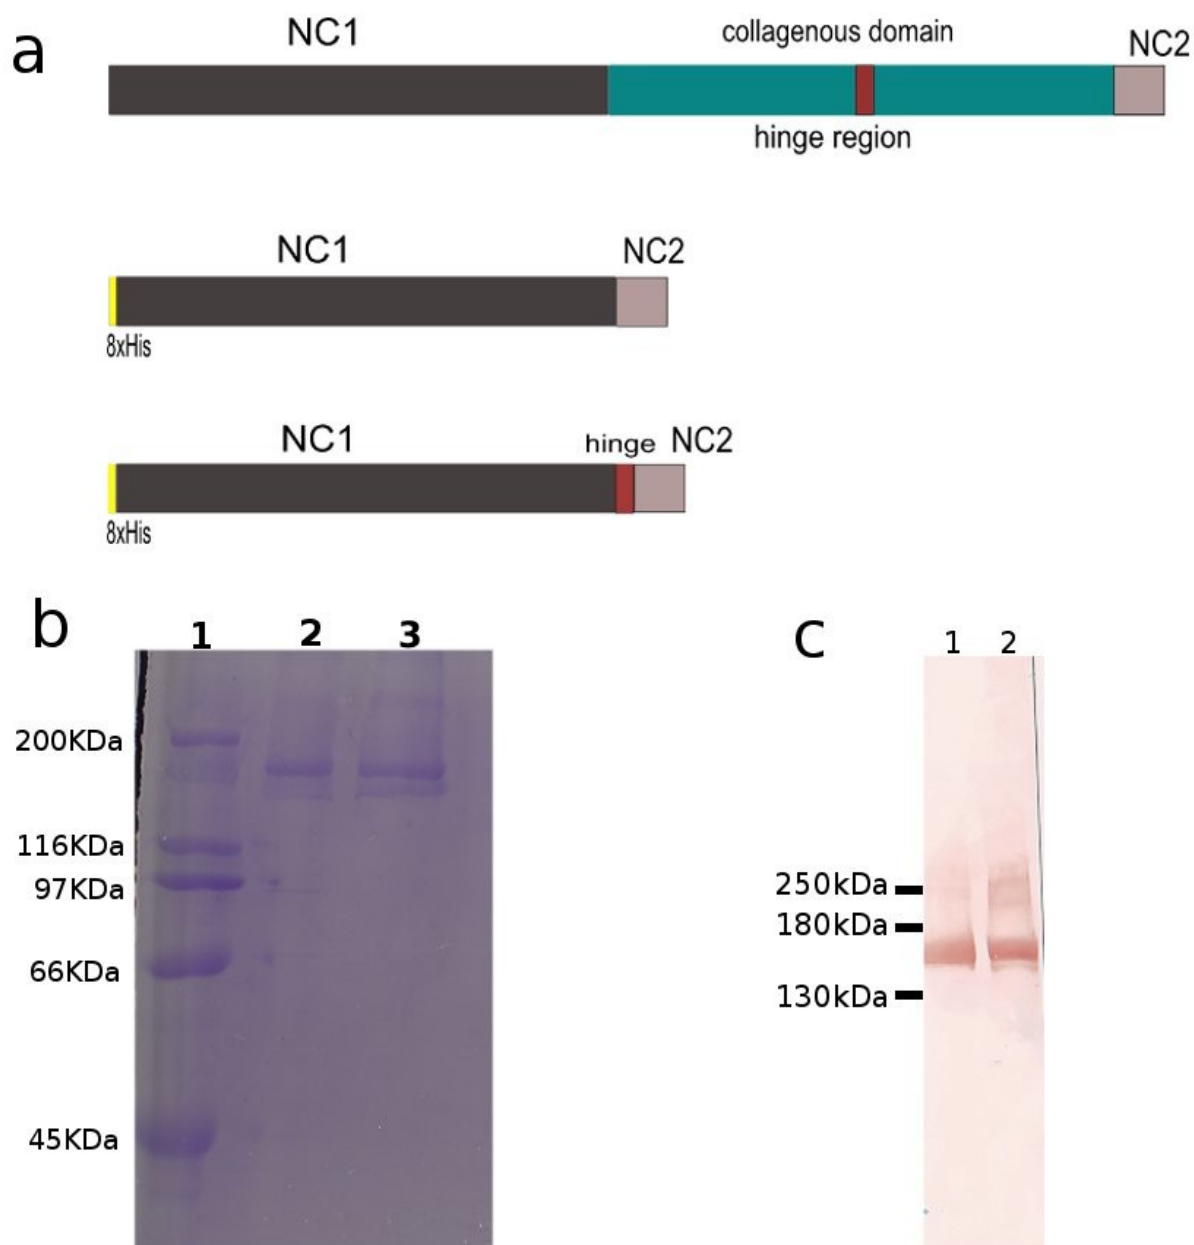 a
NC1
collagenous domain
NC2
hinge region
NC1
NC2
8xHis
NC1
hinge
NC2
8xHis
b
1 2 3
200KDa
116KDa
97KDa
66KDa
45KDa
c
1 2
250kDa
180kDa
130kDa